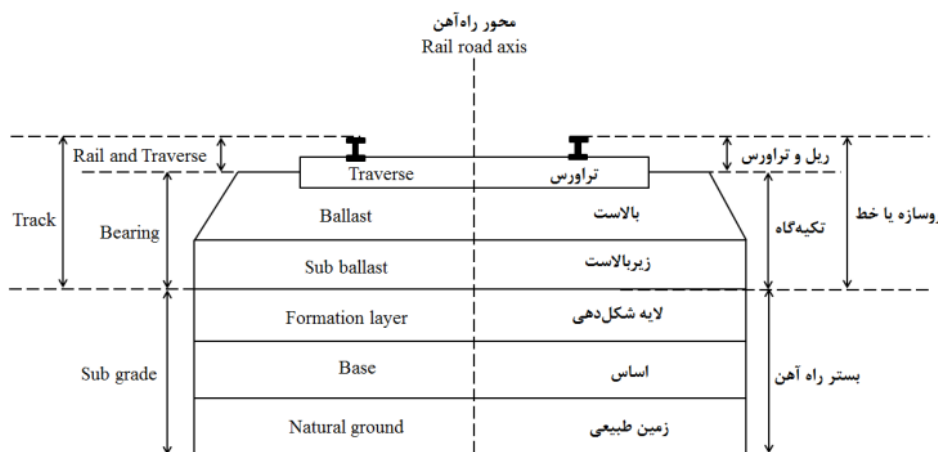 محور راه‌آهن
Rail road axis
Rail and Traverse
ریل و تراورس
Traverse
تراورس
Track
Bearing
Ballast
بالاست
تکیه‌گاه
روسازه یا خط
Sub ballast
زیربالاست
Formation layer
لایه شکل‌دهی
Sub grade
Base
اساس
بستر راه آهن
Natural ground
زمین طبیعی